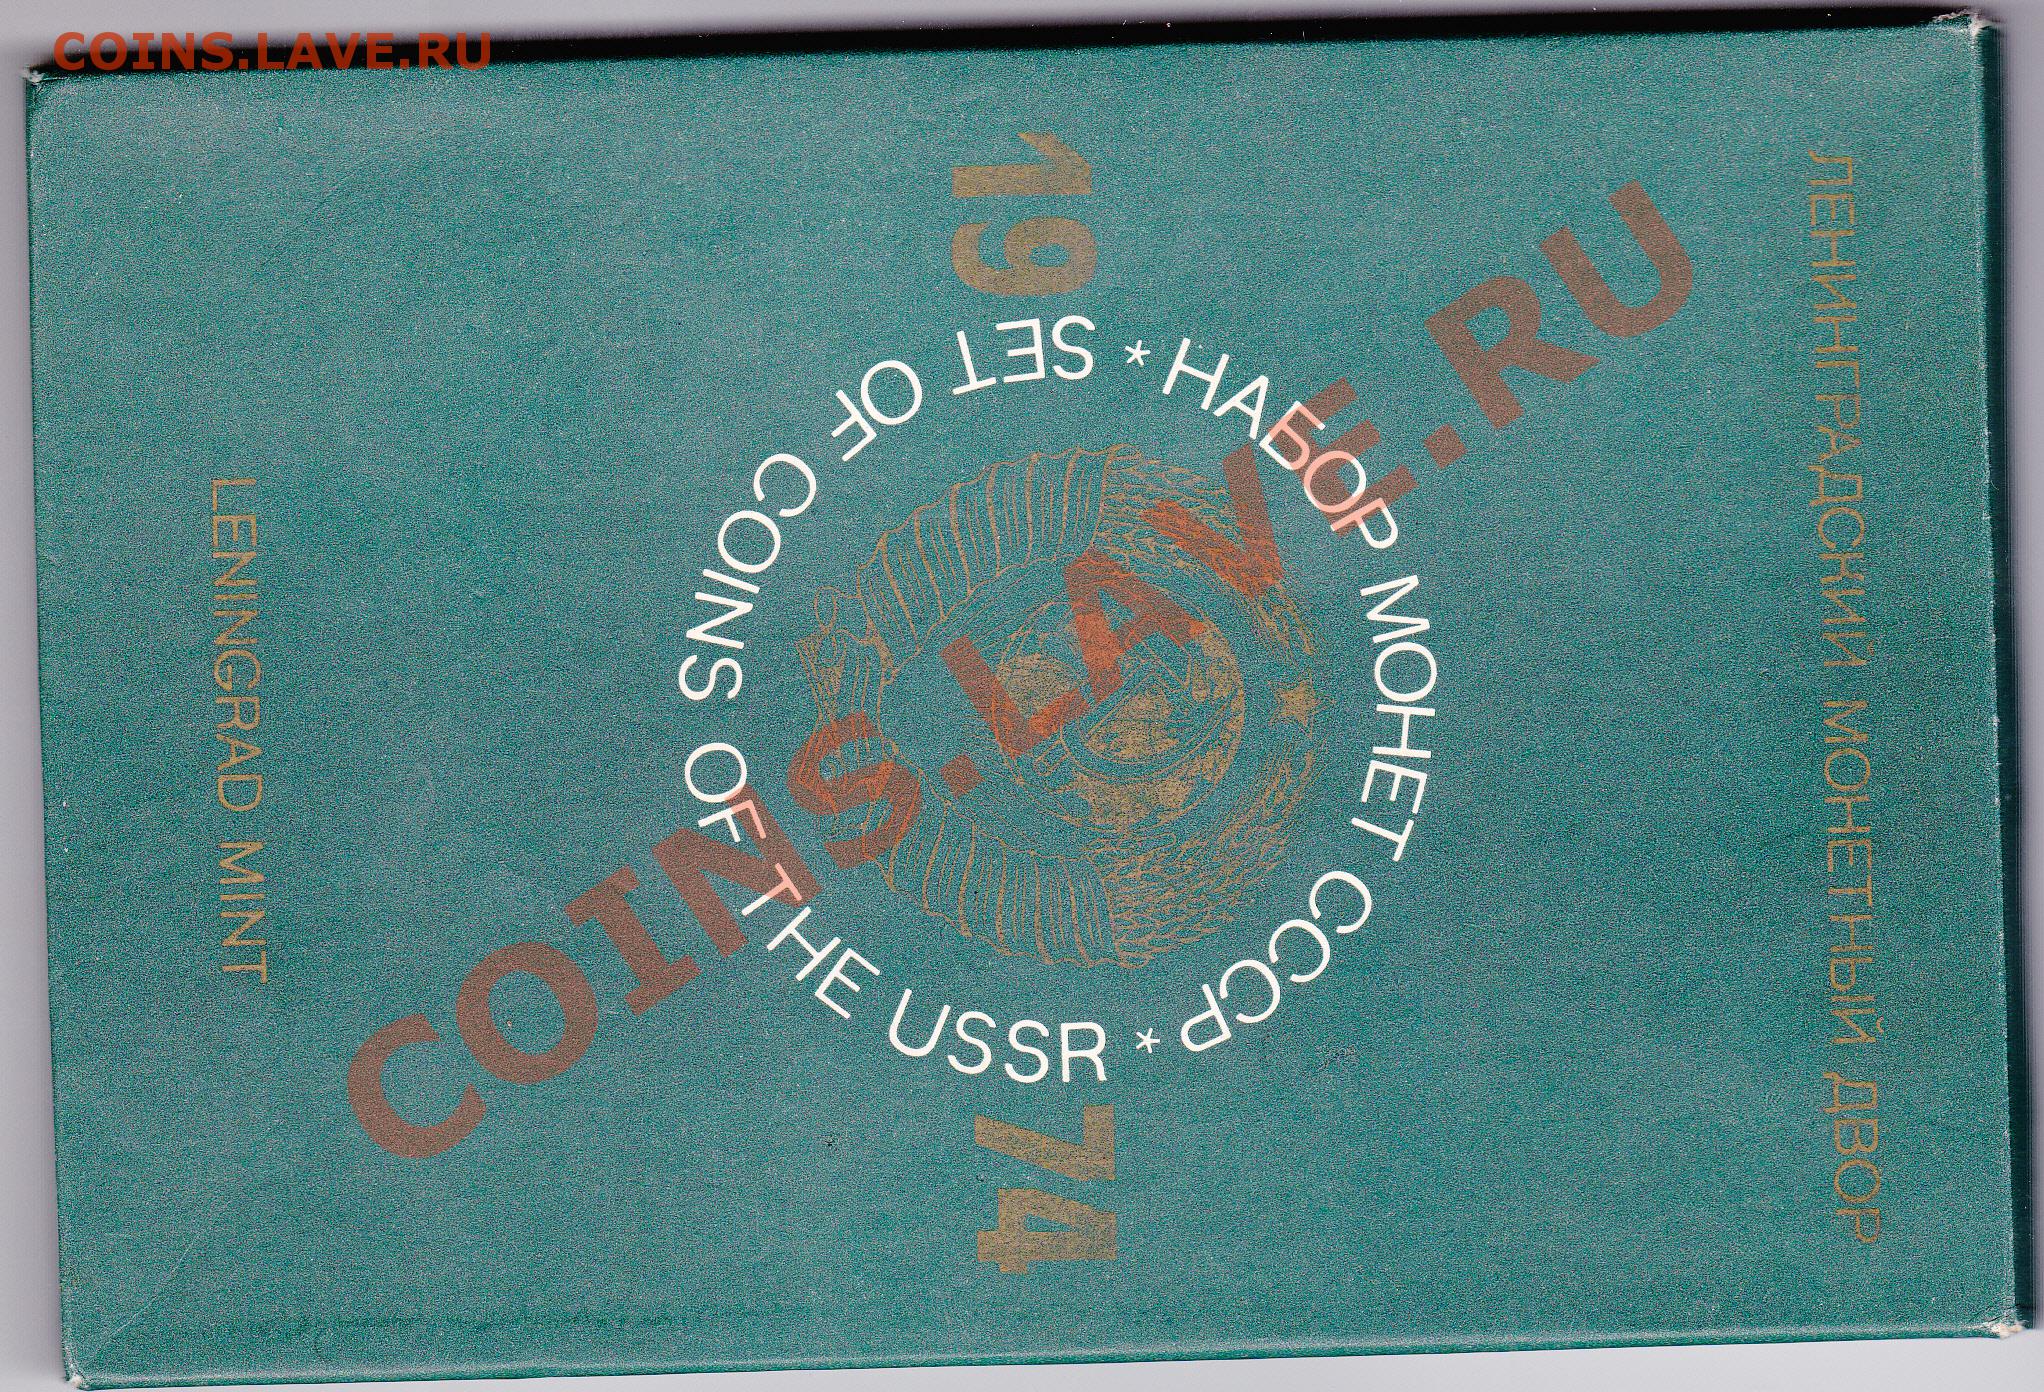 COINS.LAVE.RU
ЛЕНИНГРАДСКИЙ МОНЕТНЫЙ ДВОР
* НАБОР МОНЕТ СССР *
19 74
SET OF COINS OF THE USSR
LENINGRAD MINT
COINS.LAVE.RU